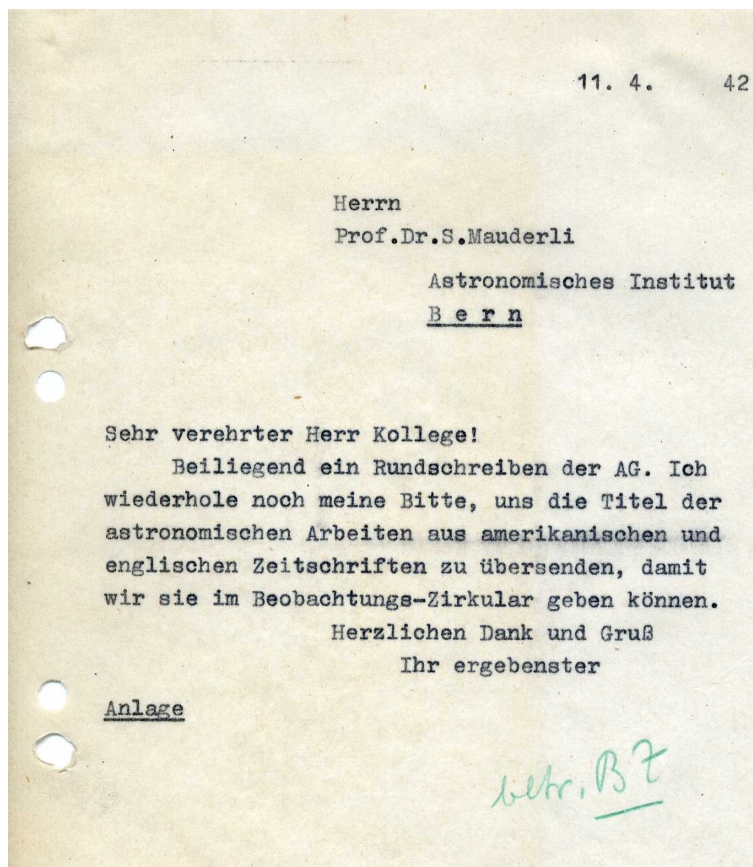 11. 4. 42
Herrn
Prof.Dr.S.Mauderli
Astronomisches Institut
B e r n
Sehr verehrter Herr Kollege!
Beiliegend ein Rundschreiben der AG. Ich
wiederhole noch meine Bitte, uns die Titel der
astronomischen Arbeiten aus amerikanischen und
englischen Zeitschriften zu übersenden, damit
wir sie im Beobachtungs-Zirkular geben können.
Herzlichen Dank und Gruß
Ihr ergebenster
Anlage
betr. BZ